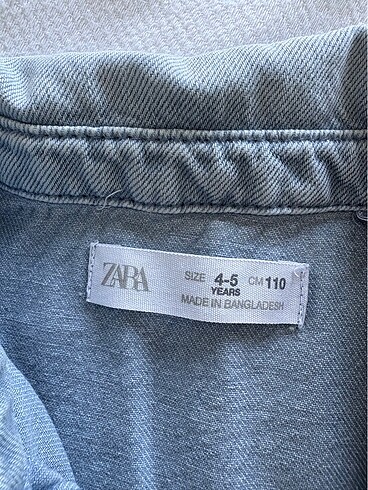 ZARA
SIZE 4-5 CM 110
YEARS
MADE IN BANGLADESH